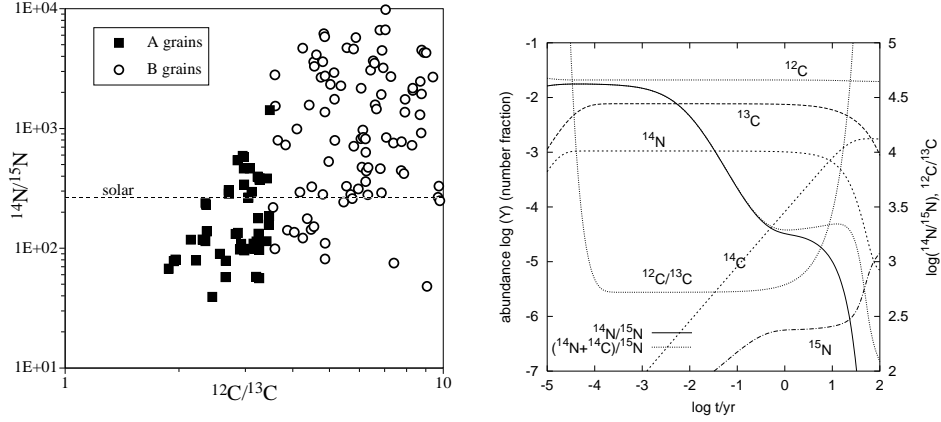 1E+04
1E+03
1E+02
1E+01
¹⁴N/¹⁵N
A grains
B grains
solar
1
10
¹²C/¹³C
-1
-2
-3
-4
-5
-6
-7
abundance log (Y) (number fraction)
¹²C
¹³C
¹⁴N
¹⁴C
¹²C/¹³C
¹⁴N/¹⁵N
(¹⁴N+¹⁴C)/¹⁵N
¹⁵N
5
4.5
4
3.5
3
2.5
2
log(¹⁴N/¹⁵N), ¹²C/¹³C
-5 -4 -3 -2 -1 0 1 2
log t/yr